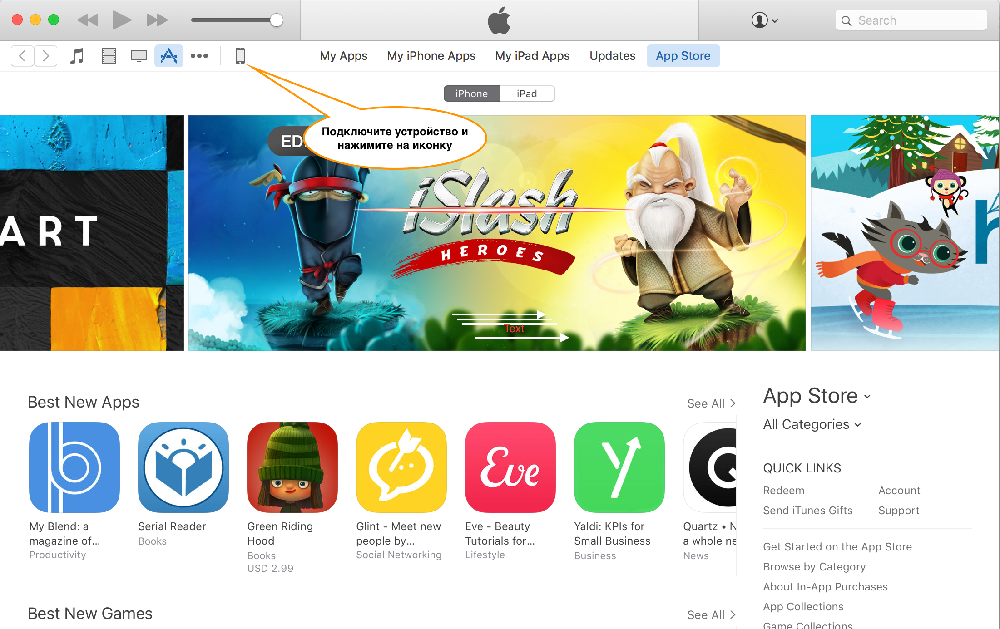 Search
My Apps
My iPhone Apps
My iPad Apps
Updates
App Store
iPhone
iPad
Подключите устройство и
нажимите на иконку
ART
iSlash
HEROES
Text
Best New Apps
See All
My Blend: a
magazine of...
Productivity
Serial Reader
Books
Green Riding
Hood
Books
USD 2.99
Glint - Meet new
people by...
Social Networking
Eve
Eve - Beauty
Tutorials for...
Lifestyle
Yaldi: KPIs for
Small Business
Business
Quartz •
a whole
News
App Store
All Categories
QUICK LINKS
Redeem
Account
Send iTunes Gifts
Support
Get Started on the App Store
Browse by Category
About In-App Purchases
App Collections
Game Collections
Best New Games
See All